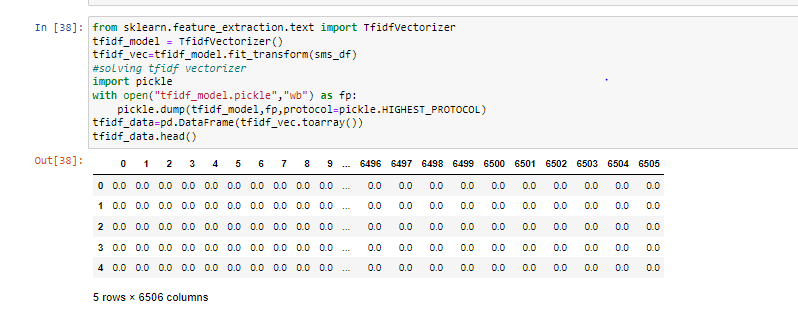 In [38]: from sklearn.feature_extraction.text import TfidfVectorizer
tfidf_model = TfidfVectorizer()
tfidf_vec=tfidf_model.fit_transform(sms_df)
#solving tfidf vectorizer
import pickle
with open("tfidf_model.pickle","wb") as fp:
    pickle.dump(tfidf_model,fp,protocol=pickle.HIGHEST_PROTOCOL)
tfidf_data=pd.DataFrame(tfidf_vec.toarray())
tfidf_data.head()
Out[38]:
0 1 2 3 4 5 6 7 8 9 ... 6496 6497 6498 6499 6500 6501 6502 6503 6504 6505
0 0.0 0.0 0.0 0.0 0.0 0.0 0.0 0.0 0.0 0.0 ... 0.0 0.0 0.0 0.0 0.0 0.0 0.0 0.0 0.0 0.0
1 0.0 0.0 0.0 0.0 0.0 0.0 0.0 0.0 0.0 0.0 ... 0.0 0.0 0.0 0.0 0.0 0.0 0.0 0.0 0.0 0.0
2 0.0 0.0 0.0 0.0 0.0 0.0 0.0 0.0 0.0 0.0 ... 0.0 0.0 0.0 0.0 0.0 0.0 0.0 0.0 0.0 0.0
3 0.0 0.0 0.0 0.0 0.0 0.0 0.0 0.0 0.0 0.0 ... 0.0 0.0 0.0 0.0 0.0 0.0 0.0 0.0 0.0 0.0
4 0.0 0.0 0.0 0.0 0.0 0.0 0.0 0.0 0.0 0.0 ... 0.0 0.0 0.0 0.0 0.0 0.0 0.0 0.0 0.0 0.0
5 rows × 6506 columns